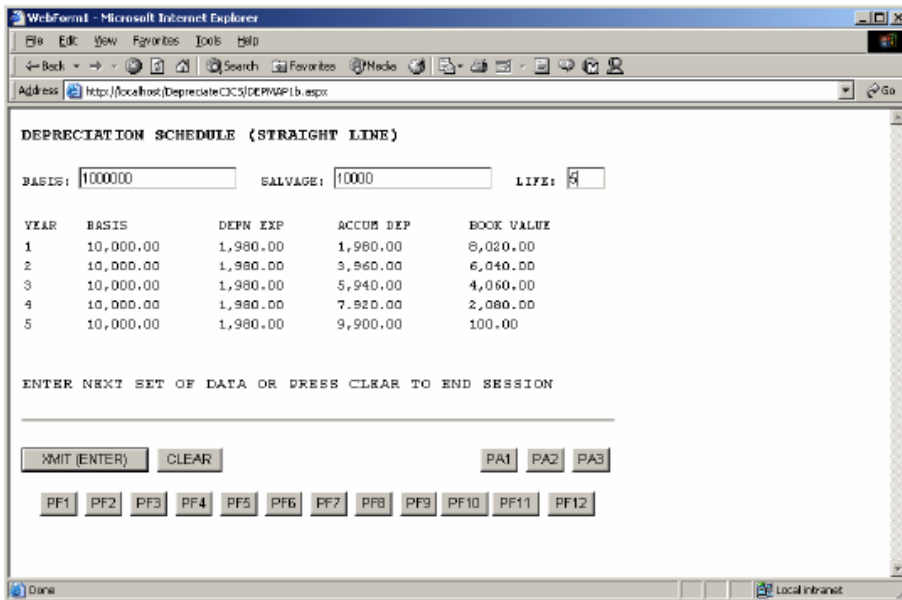 WebForm1 - Microsoft Internet Explorer
File Edit View Favorites Tools Help
Back Search Favorites Media
Address http://localhost/DepreciateCICS/DEPMAP1b.aspx Go
DEPRECIATION SCHEDULE (STRAIGHT LINE)
BASIS: 1000000 SALVAGE: 10000 LIFE: 5
YEAR BASIS DEPN EXP ACCUM DEP BOOK VALUE
1 10,000.00 1,980.00 1,980.00 8,020.00
2 10,000.00 1,980.00 3,960.00 6,040.00
3 10,000.00 1,980.00 5,940.00 4,060.00
4 10,000.00 1,980.00 7.920.00 2,080.00
5 10,000.00 1,980.00 9,900.00 100.00
ENTER NEXT SET OF DATA OR PRESS CLEAR TO END SESSION
XMIT (ENTER) CLEAR PA1 PA2 PA3
PF1 PF2 PF3 PF4 PF5 PF6 PF7 PF8 PF9 PF10 PF11 PF12
Done Local intranet